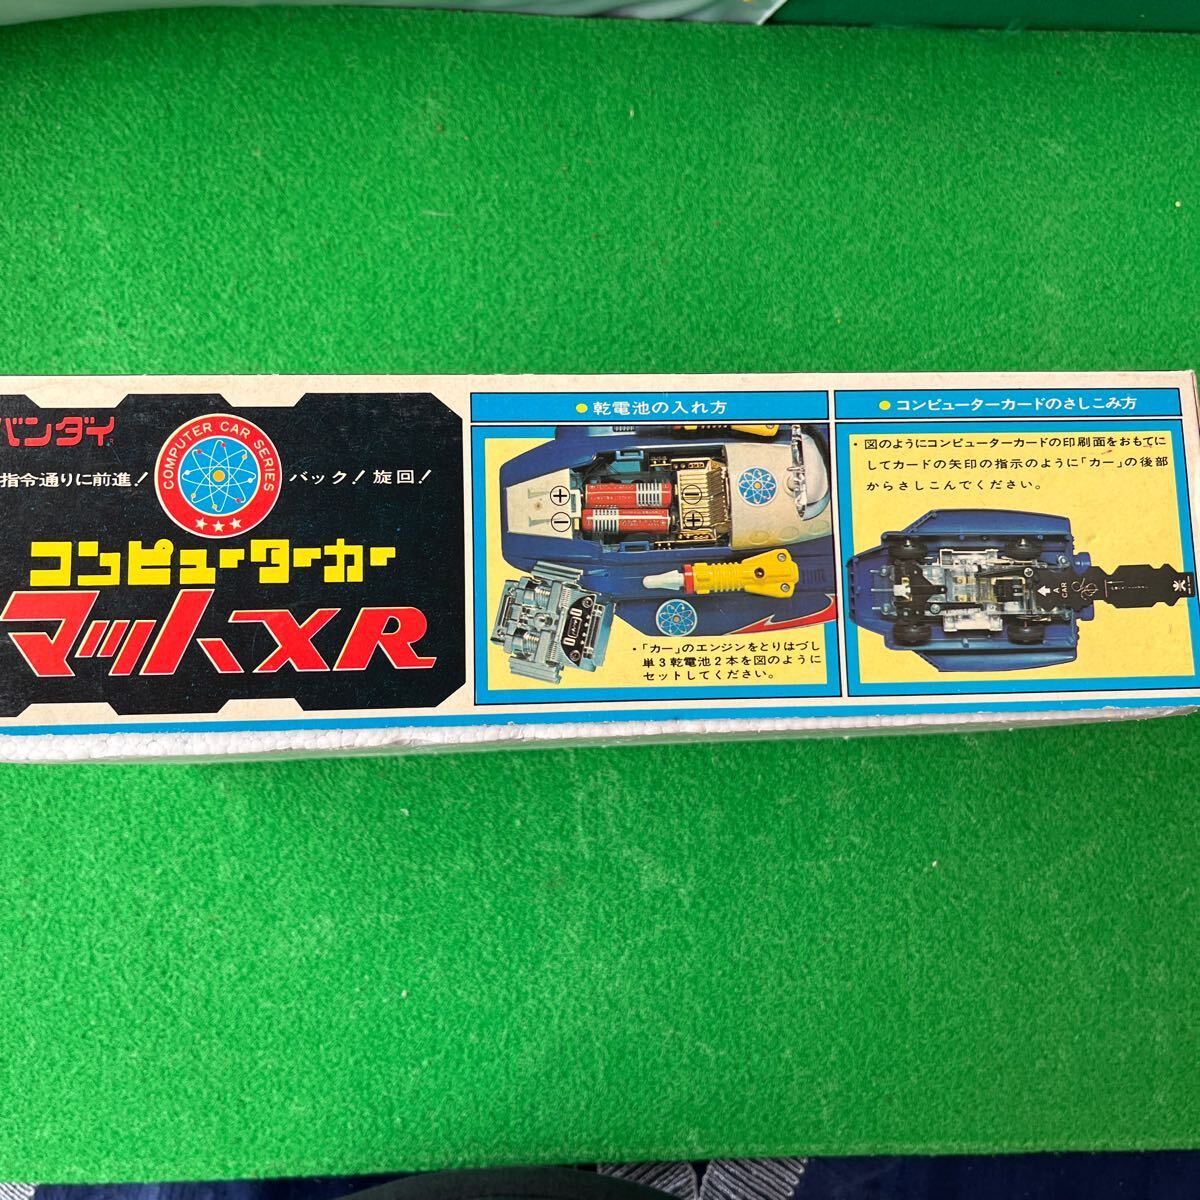 バンダイ
指令通りに前進！
COMPUTER CAR SERIES
バック！旋回！
コンピューターカー
マットXR
● 乾電池の入れ方
・「カー」のエンジンをとりはづし
単３乾電池２本を図のように
セットしてください。
● コンピューターカードのさしこみ方
・図のようにコンピューターカードの印刷面をおもてに
してカードの矢印の指示のように「カー」の後部
からさしこんでください。
A
CAR